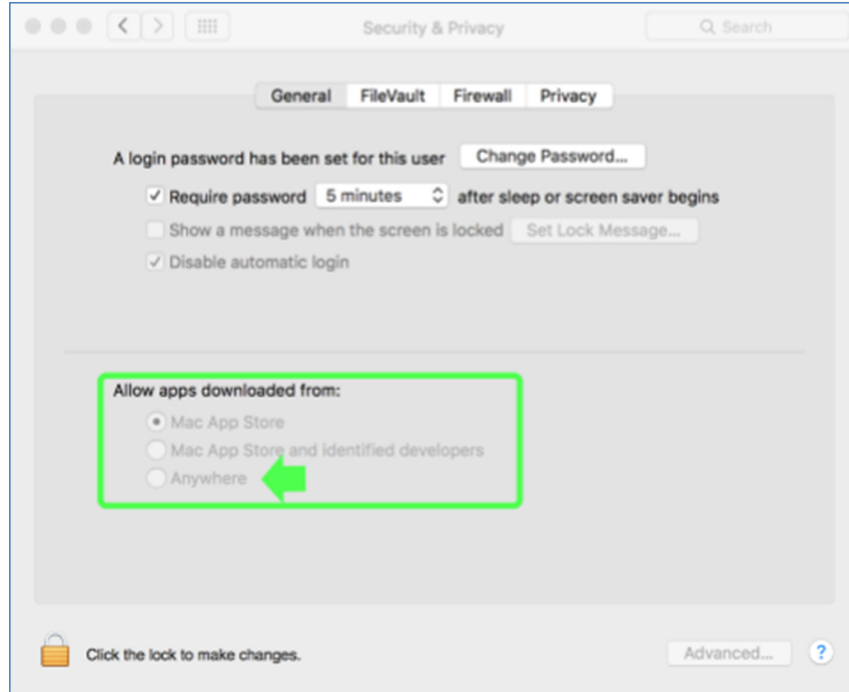 Security & Privacy
Search
General FileVault Firewall Privacy
A login password has been set for this user Change Password...
Require password 5 minutes after sleep or screen saver begins
Show a message when the screen is locked Set Lock Message...
Disable automatic login
Allow apps downloaded from:
Mac App Store
Mac App Store and identified developers
Anywhere
Click the lock to make changes.
Advanced... ?